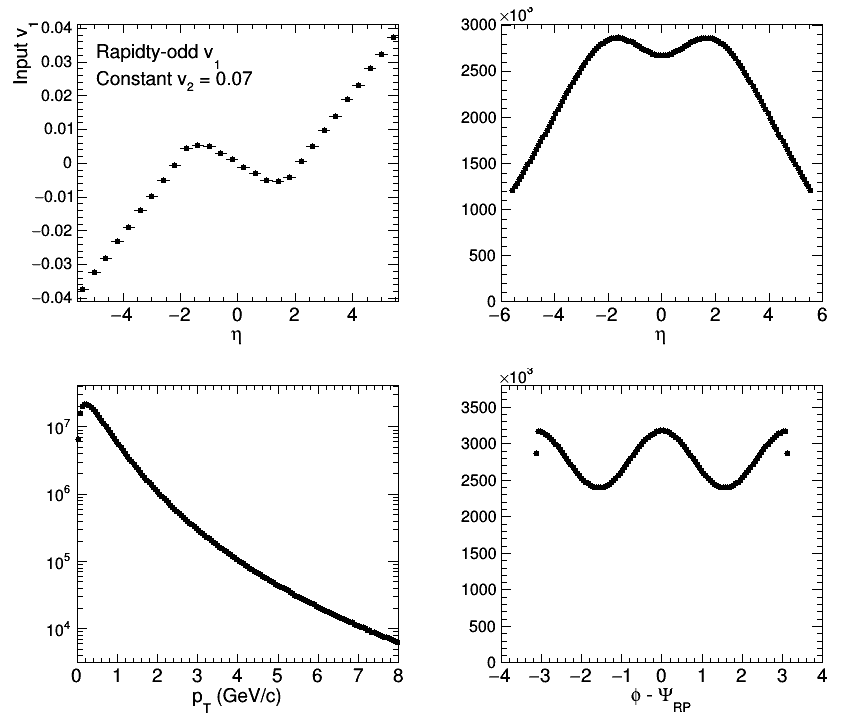 Input v1
0.04
0.03
0.02
0.01
0
−0.01
−0.02
−0.03
−0.04
Rapidty-odd v1
Constant v2 = 0.07
−4 −2 0 2 4
η
×10³
3000
2500
2000
1500
1000
500
0
−6 −4 −2 0 2 4 6
η
10⁷
10⁶
10⁵
10⁴
0 1 2 3 4 5 6 7 8
pT (GeV/c)
×10³
3500
3000
2500
2000
1500
1000
500
0
−4 −3 −2 −1 0 1 2 3 4
ϕ - ΨRP